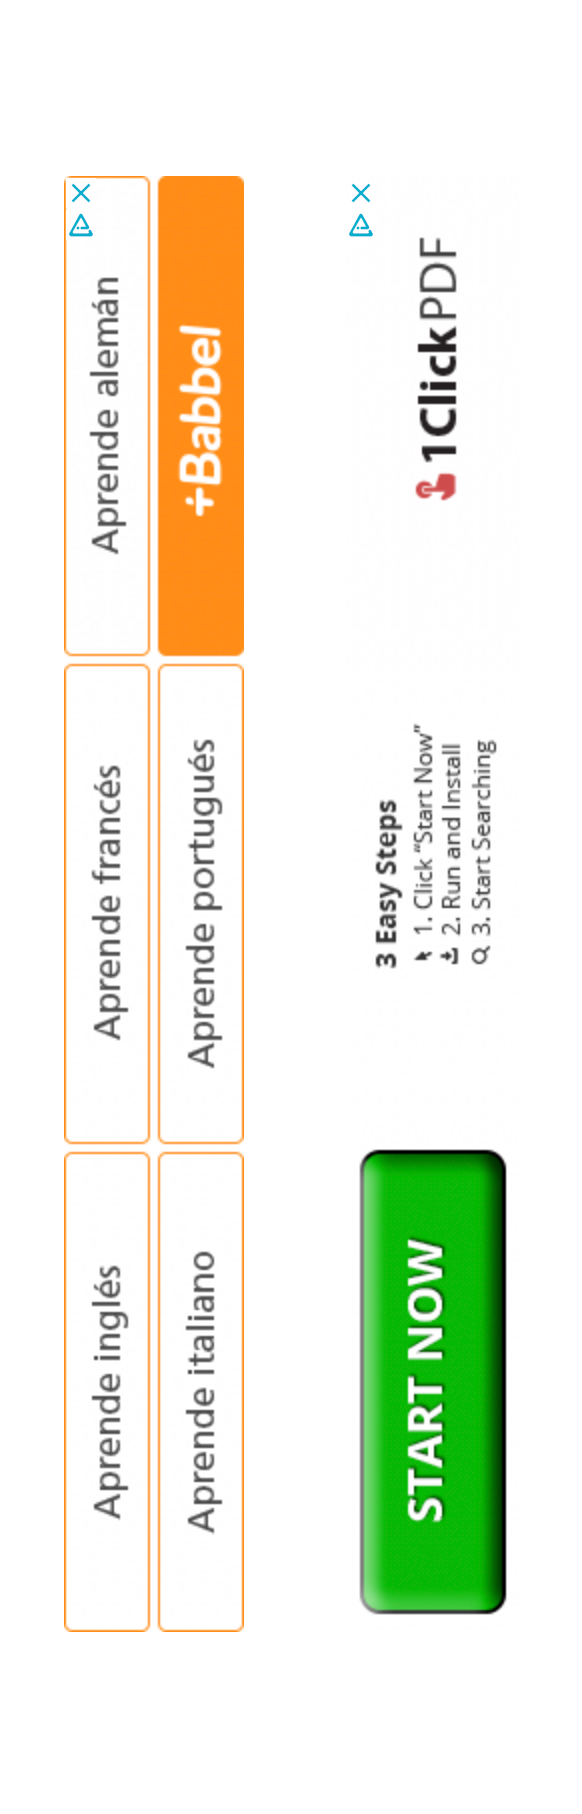 Aprende inglés
Aprende francés
Aprende alemán
Aprende italiano
Aprende portugués
+Babbel
START NOW
3 Easy Steps
1. Click “Start Now”
2. Run and Install
3. Start Searching
1ClickPDF